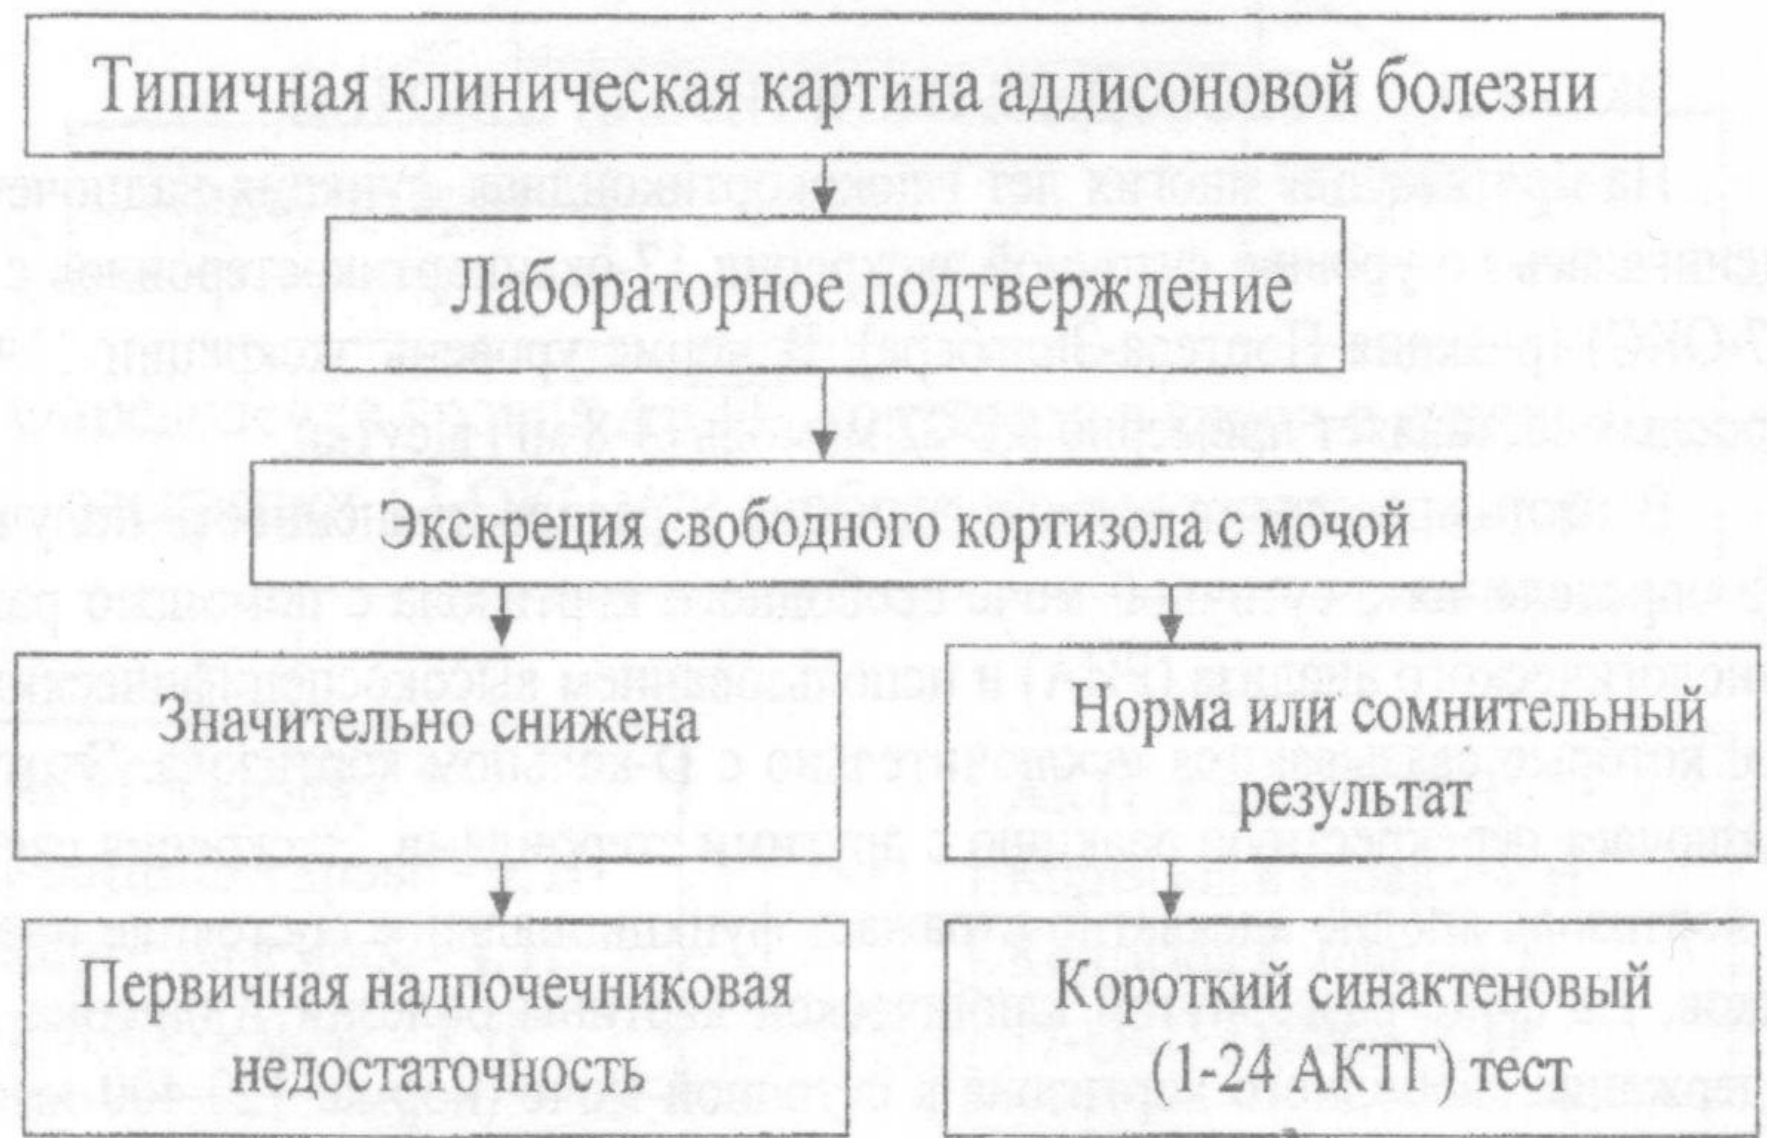 Типичная клиническая картина аддисоновой болезни
Лабораторное подтверждение
Экскреция свободного кортизола с мочой
Значительно снижена
Норма или сомнительный
результат
Первичная надпочечниковая
недостаточность
Короткий синактеновый
(1-24 АКТГ) тест